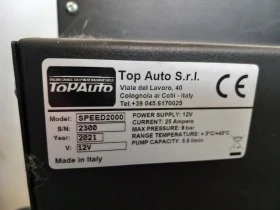 Top Auto S.r.l.
TOPAUTO
Viale del Lavoro, 40
Colognola ai Colli - Italy
Tel.+39 045.6170025
CE
Model: SPEED2000
S/N: 2300
Year: 2021
V: 12V
Made in Italy
POWER SUPPLY: 12V
CURRENT: 25 Ampere
MAX PRESSURE: 9 bar
RANGE TEMPERATURE: +5°C/+45°C
PUMP CAPACITY: 5.5 l/min